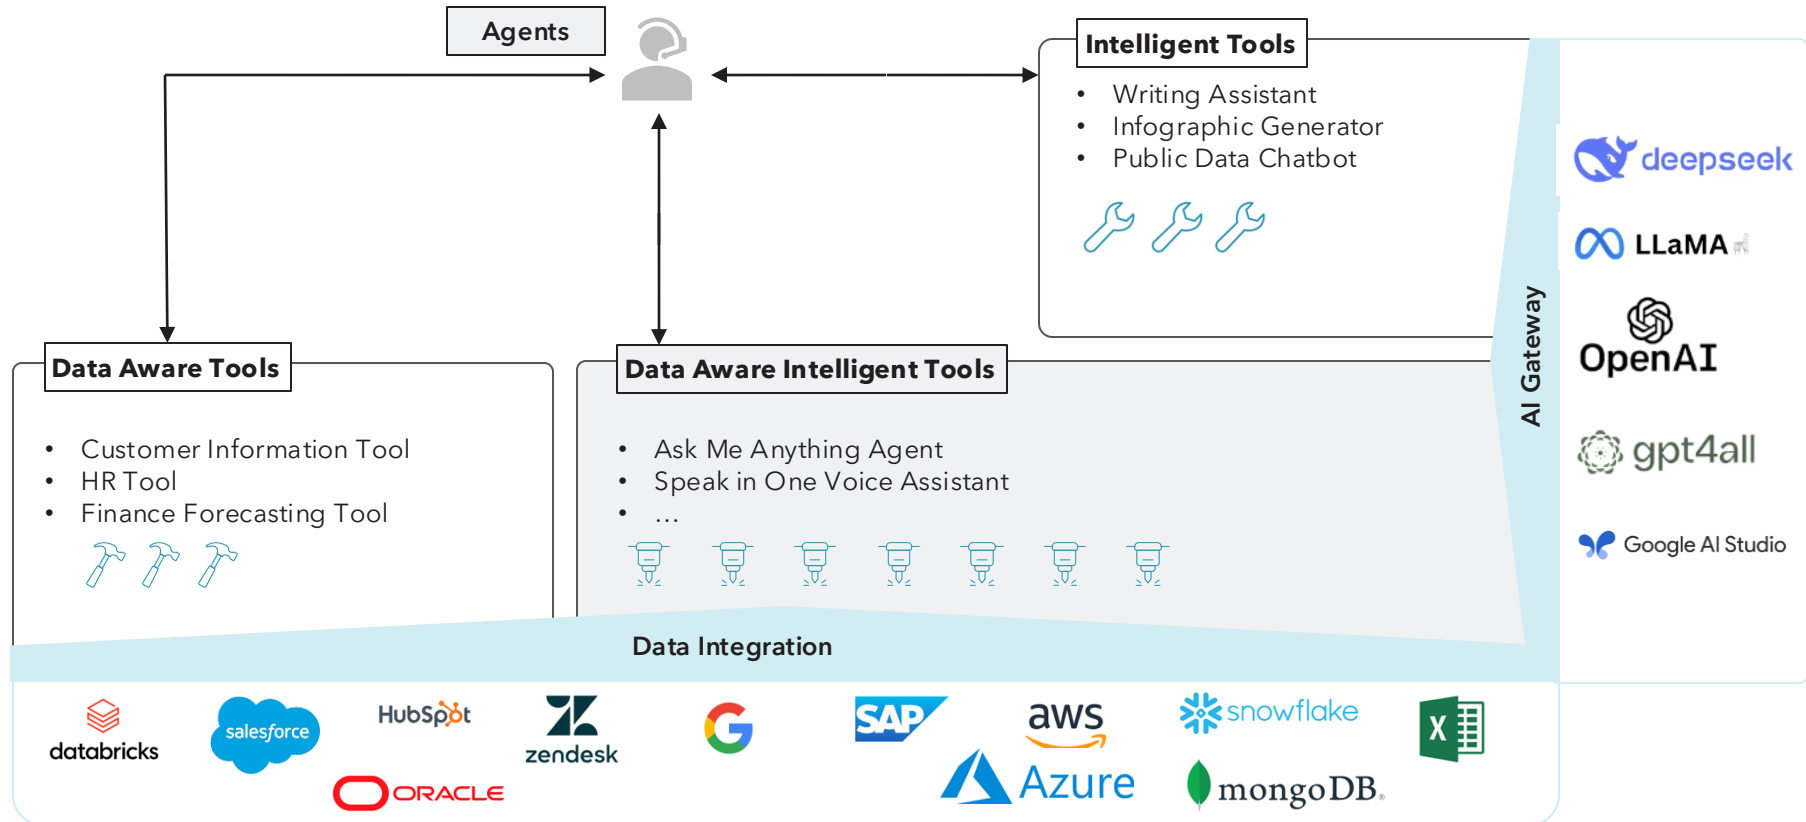 Agents
Intelligent Tools
• Writing Assistant
• Infographic Generator
• Public Data Chatbot
deepseek
LLaMA
OpenAI
gpt4all
Google AI Studio
AI Gateway
Data Aware Tools
• Customer Information Tool
• HR Tool
• Finance Forecasting Tool
Data Aware Intelligent Tools
• Ask Me Anything Agent
• Speak in One Voice Assistant
• ...
Data Integration
databricks
salesforce
HubSpot
ORACLE
zendesk
G
SAP
aws
Azure
snowflake
mongoDB®
X